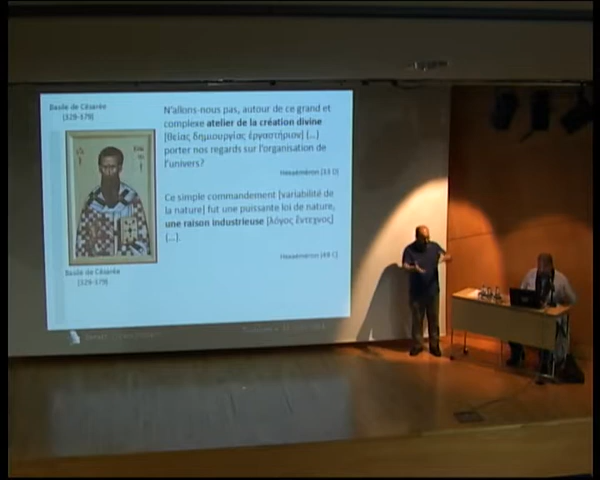 Basile de Césarée
(329-379)
N'allons-nous pas, autour de ce grand et
complexe atelier de la création divine
[θείας δημιουργίας ἐργαστήριον] (...)
porter nos regards sur l'organisation de
l'univers?
Hexaéméron (33 D)
Ce simple commandement [variabilité de
la nature] fut une puissante loi de nature,
une raison industrieuse [λόγος ἔντεχνος]
(...).
Hexaéméron (49 C)
Basile de Césarée
(329-379)